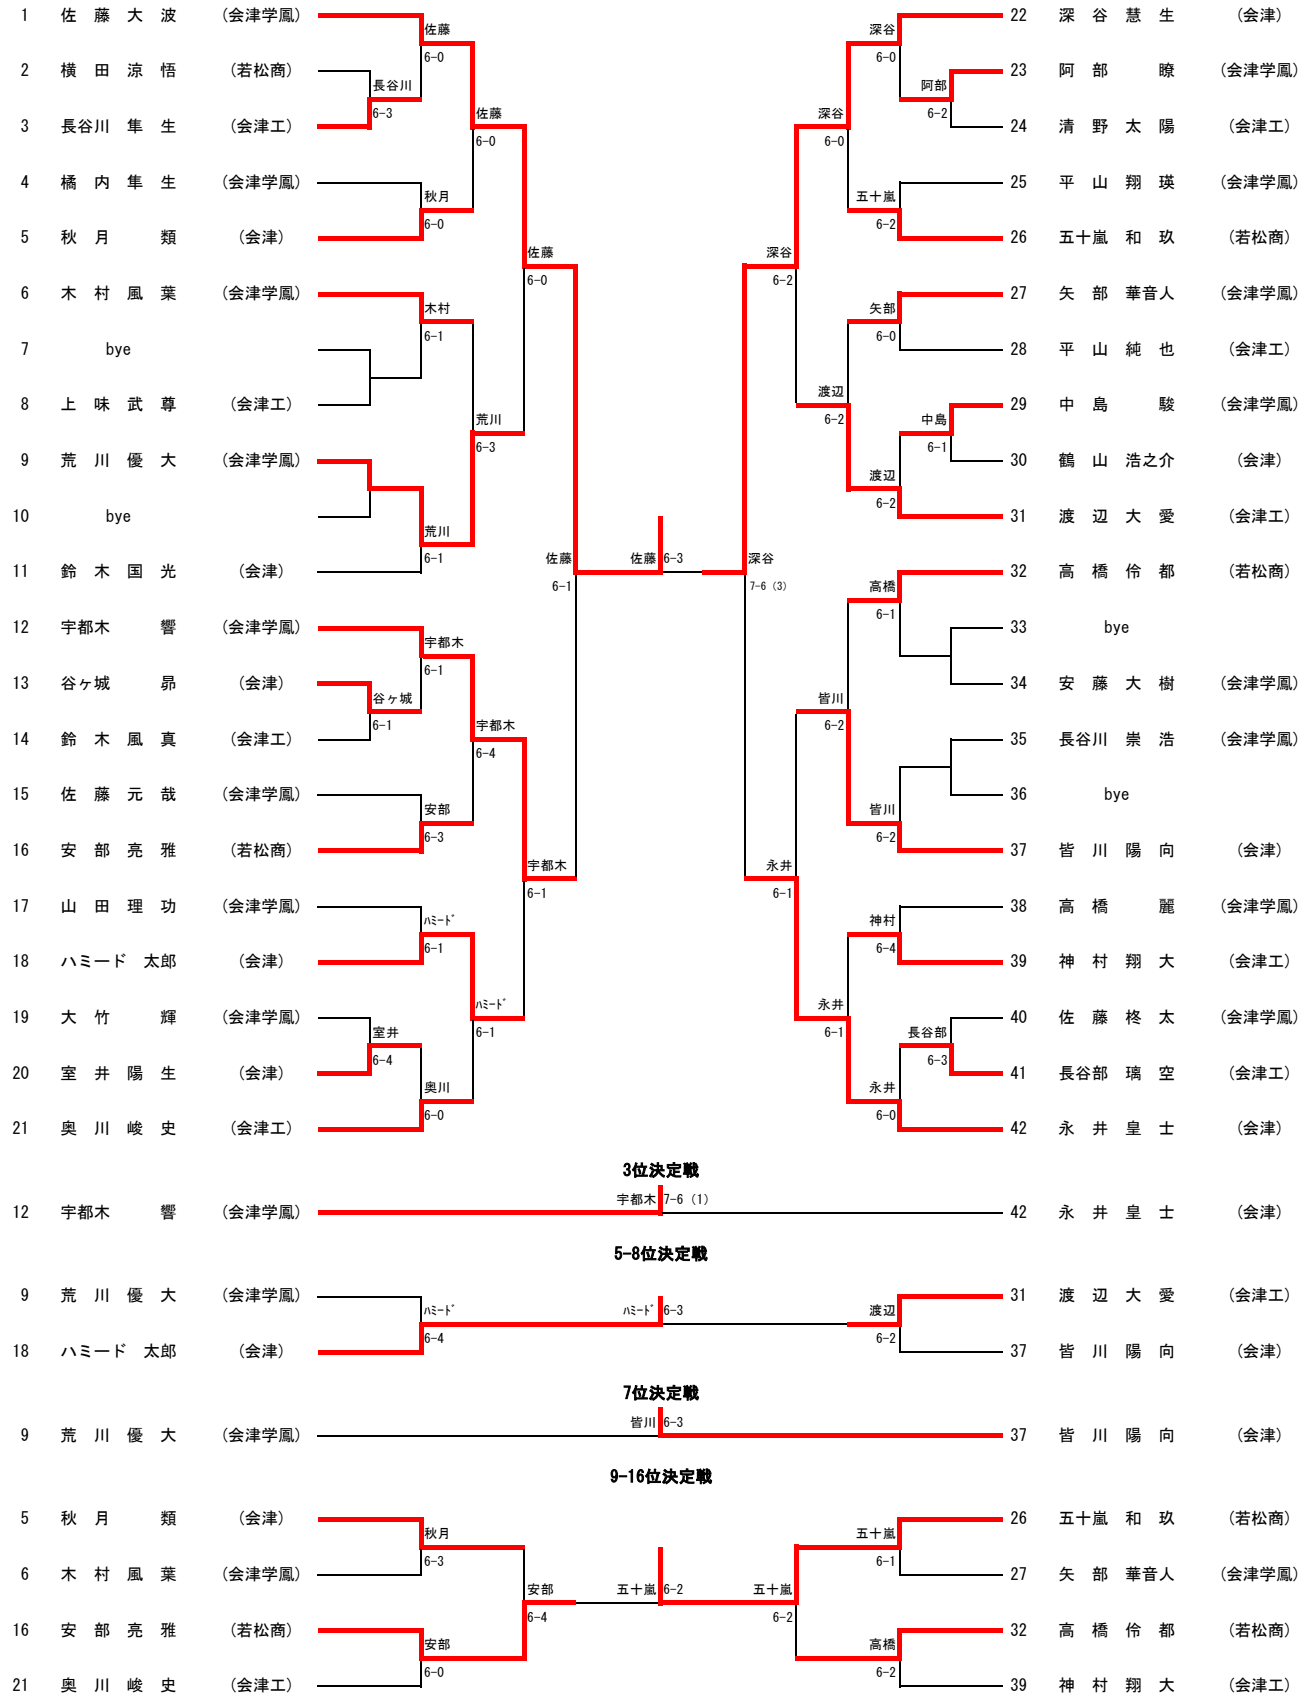 1 佐 藤 大 波 (会津学鳳)
2 横 田 涼 悟 (若松商)
3 長谷川 隼 生 (会津工)
4 橘 内 隼 生 (会津学鳳)
5 秋 月 類 (会津)
6 木 村 風 葉 (会津学鳳)
7 bye
8 上 味 武 尊 (会津工)
9 荒 川 優 大 (会津学鳳)
10 bye
11 鈴 木 国 光 (会津)
12 宇都木 響 (会津学鳳)
13 谷ヶ城 昴 (会津)
14 鈴 木 風 真 (会津工)
15 佐 藤 元 哉 (会津学鳳)
16 安 部 亮 雅 (若松商)
17 山 田 理 功 (会津学鳳)
18 ハミード 太郎 (会津)
19 大 竹 輝 (会津学鳳)
20 室 井 陽 生 (会津)
21 奥 川 峻 史 (会津工)
長谷川
6-3
谷ヶ城
6-1
室井
6-4
佐藤
6-0
秋月
6-0
木村
6-1
荒川
6-1
宇都木
6-1
安部
6-3
ハミード
6-1
奥川
6-0
佐藤
6-0
荒川
6-3
宇都木
6-4
ハミード
6-1
佐藤
6-0
宇都木
6-1
佐藤
6-1
佐藤 6-3
深谷
7-6 (3)
深谷
6-2
永井
6-1
深谷
6-0
渡辺
6-2
皆川
6-2
永井
6-1
深谷
6-0
五十嵐
6-2
矢部
6-0
渡辺
6-2
高橋
6-1
皆川
6-2
神村
6-4
永井
6-0
阿部
6-2
中島
6-1
長谷部
6-3
22 深 谷 慧 生 (会津)
23 阿 部 瞭 (会津学鳳)
24 清 野 太 陽 (会津工)
25 平 山 翔 瑛 (会津学鳳)
26 五十嵐 和 玖 (若松商)
27 矢 部 華音人 (会津学鳳)
28 平 山 純 也 (会津工)
29 中 島 駿 (会津学鳳)
30 鶴 山 浩之介 (会津)
31 渡 辺 大 愛 (会津工)
32 高 橋 伶 都 (若松商)
33 bye
34 安 藤 大 樹 (会津学鳳)
35 長谷川 崇 浩 (会津学鳳)
36 bye
37 皆 川 陽 向 (会津)
38 高 橋 麗 (会津学鳳)
39 神 村 翔 大 (会津工)
40 佐 藤 柊 太 (会津学鳳)
41 長谷部 璃 空 (会津工)
42 永 井 皇 士 (会津)
3位決定戦
12 宇都木 響 (会津学鳳)
宇都木 7-6 (1)
42 永 井 皇 士 (会津)
5-8位決定戦
9 荒 川 優 大 (会津学鳳)
18 ハミード 太郎 (会津)
ハミード
6-4
ハミード 6-3
渡辺
6-2
31 渡 辺 大 愛 (会津工)
37 皆 川 陽 向 (会津)
7位決定戦
9 荒 川 優 大 (会津学鳳)
皆川 6-3
37 皆 川 陽 向 (会津)
9-16位決定戦
5 秋 月 類 (会津)
6 木 村 風 葉 (会津学鳳)
16 安 部 亮 雅 (若松商)
21 奥 川 峻 史 (会津工)
秋月
6-3
安部
6-0
安部
6-4
五十嵐 6-2
五十嵐
6-2
五十嵐
6-1
高橋
6-2
26 五十嵐 和 玖 (若松商)
27 矢 部 華音人 (会津学鳳)
32 高 橋 伶 都 (若松商)
39 神 村 翔 大 (会津工)